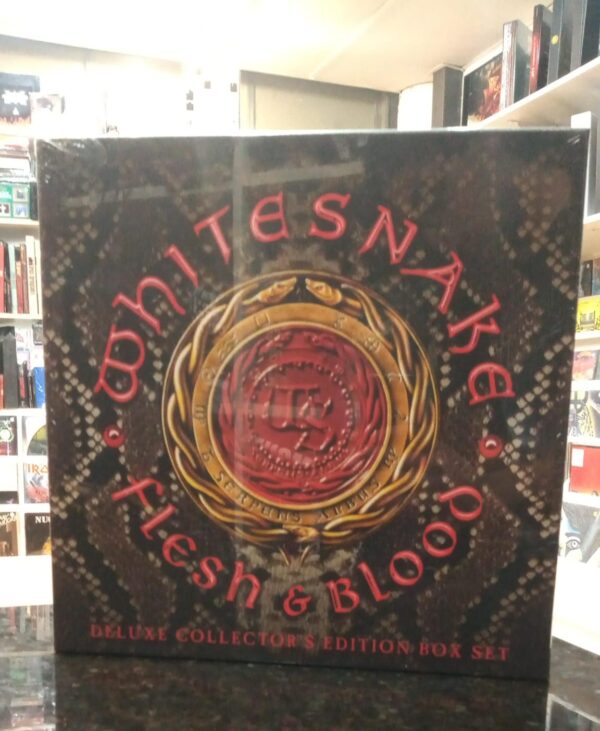 WHITESNAKE
FLESH & BLOOD
DELUXE COLLECTOR'S EDITION BOX SET